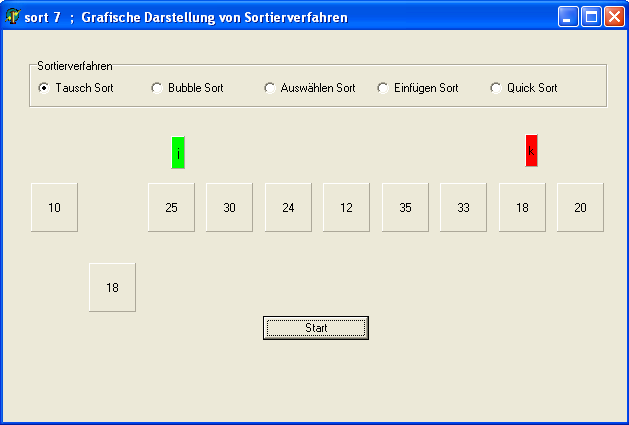 sort 7 ; Grafische Darstellung von Sortierverfahren
Sortierverfahren
Tausch Sort Bubble Sort Auswählen Sort Einfügen Sort Quick Sort
i k
10 25 30 24 12 35 33 18 20
18
Start